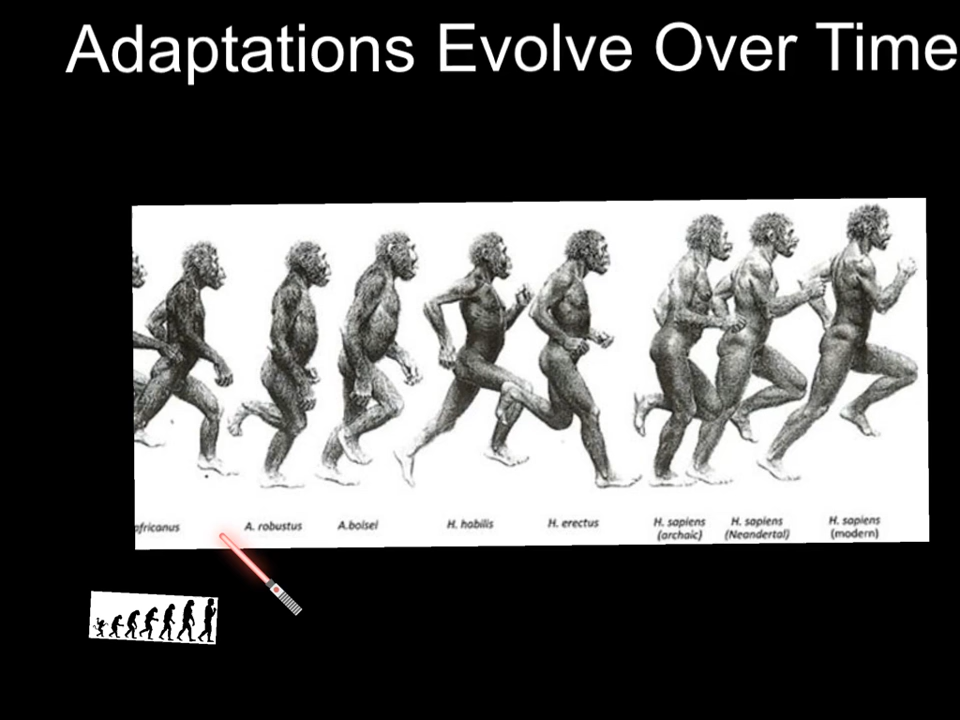 Adaptations Evolve Over Time
africanus A. robustus A.boisei H. habilis H. erectus H. sapiens (archaic) H. sapiens (Neandertal) H. sapiens (modern)